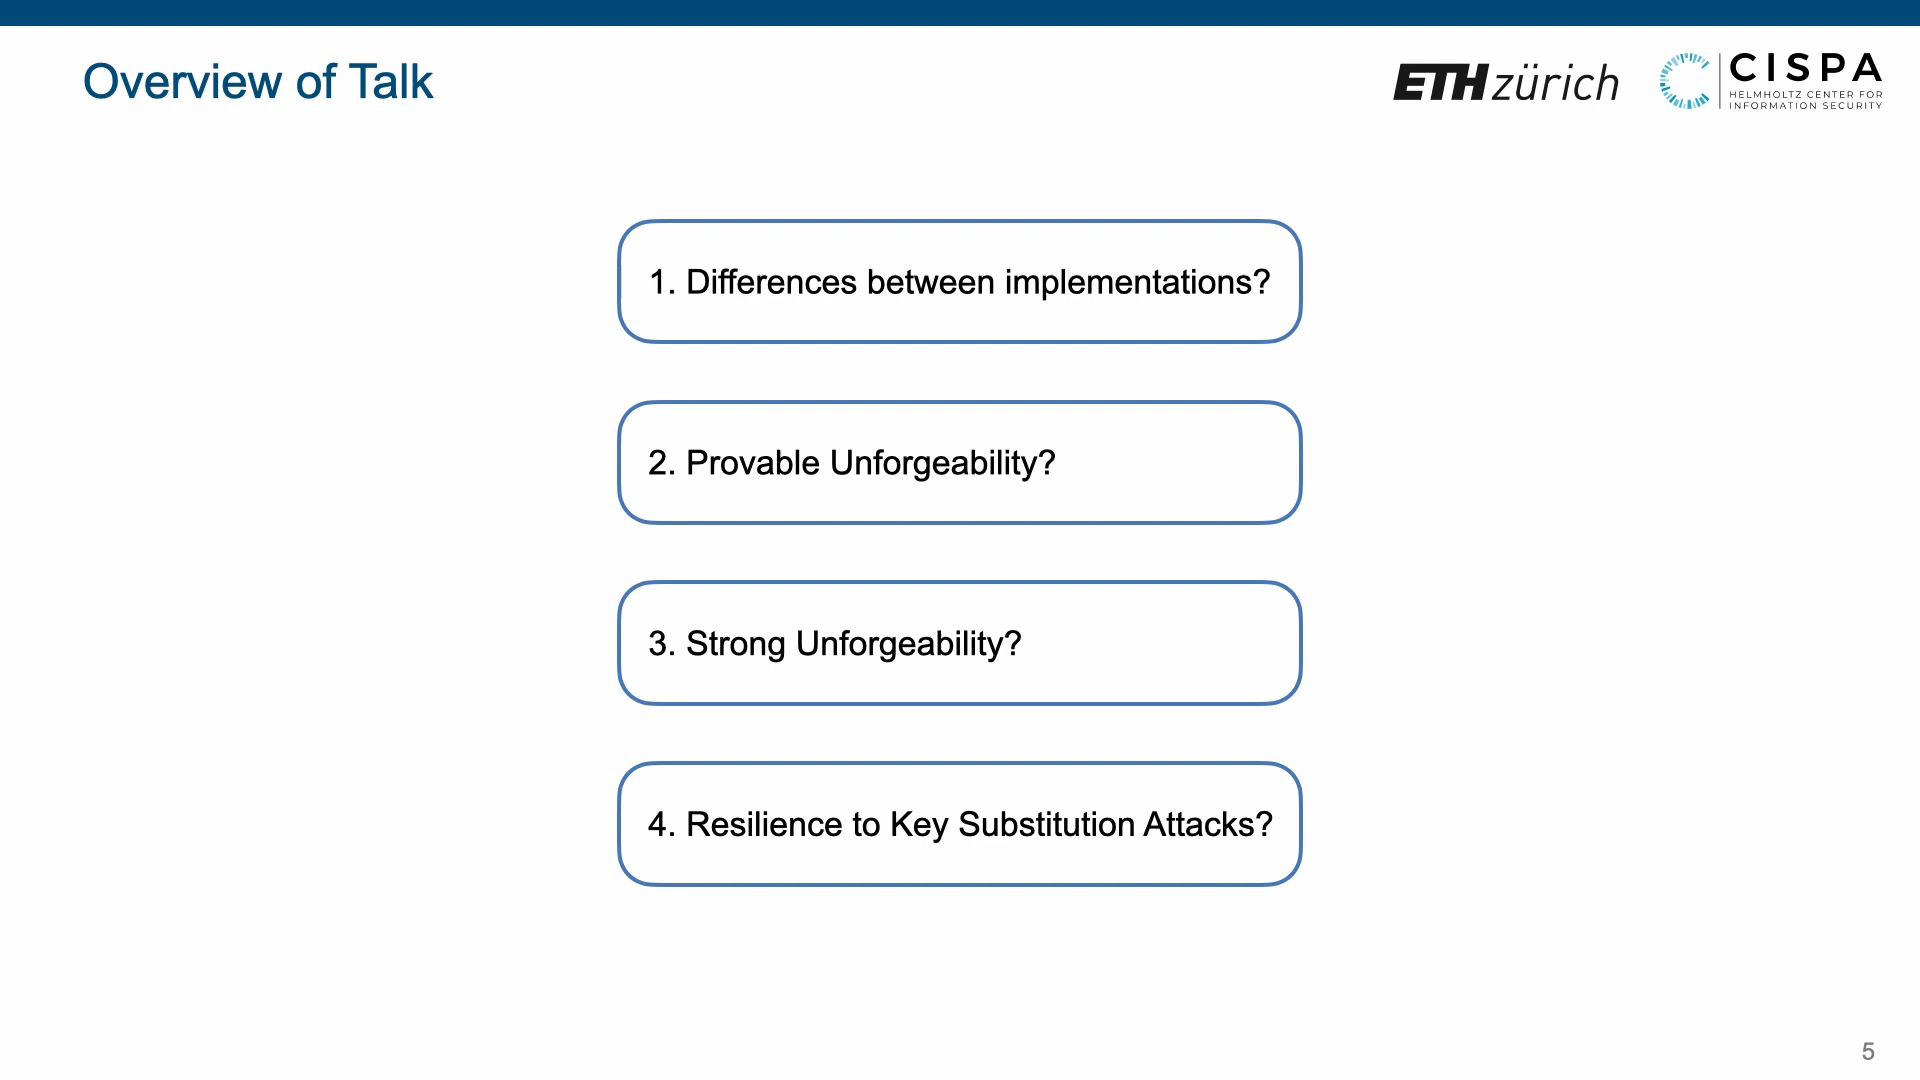 Overview of Talk
ETH zürich
CISPA
HELMHOLTZ CENTER FOR
INFORMATION SECURITY
1. Differences between implementations?
2. Provable Unforgeability?
3. Strong Unforgeability?
4. Resilience to Key Substitution Attacks?
5